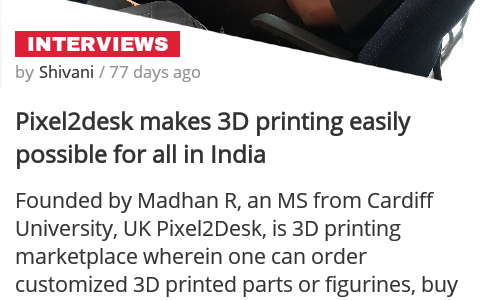 INTERVIEWS
by Shivani / 77 days ago
Pixel2desk makes 3D printing easily
possible for all in India
Founded by Madhan R, an MS from Cardiff
University, UK Pixel2Desk, is 3D printing
marketplace wherein one can order
customized 3D printed parts or figurines, buy